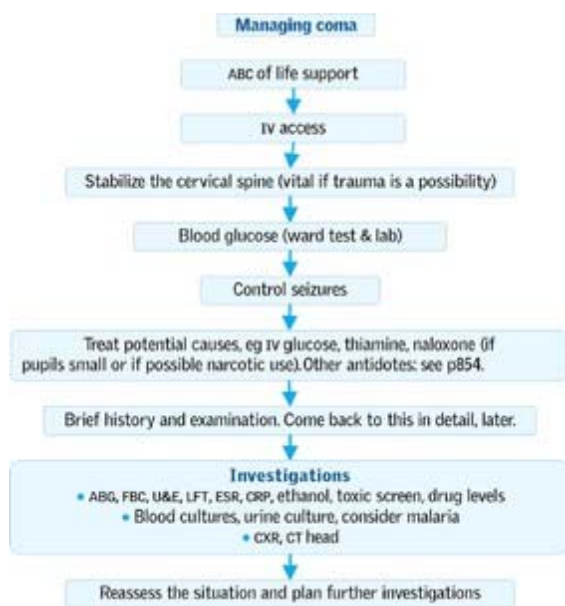 Managing coma
ABC of life support
IV access
Stabilize the cervical spine (vital if trauma is a possibility)
Blood glucose (ward test & lab)
Control seizures
Treat potential causes, eg IV glucose, thiamine, naloxone (if
pupils small or if possible narcotic use).Other antidotes: see p854.
Brief history and examination. Come back to this in detail, later.
Investigations
• ABG, FBC, U&E, LFT, ESR, CRP, ethanol, toxic screen, drug levels
• Blood cultures, urine culture, consider malaria
• CXR, CT head
Reassess the situation and plan further investigations